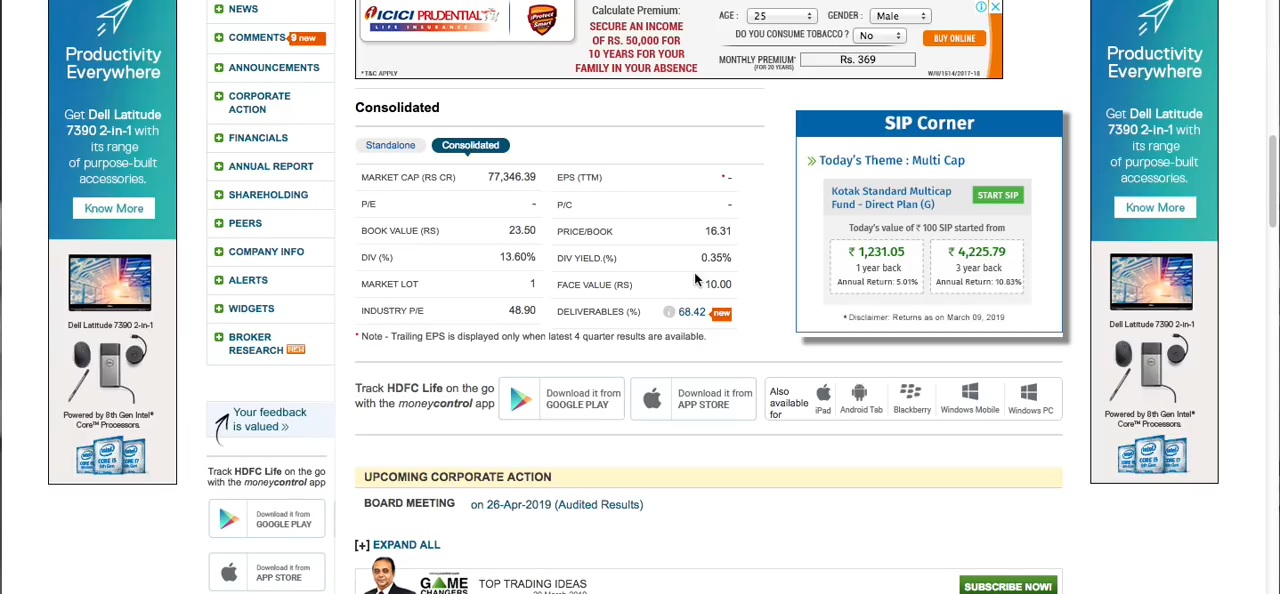 Productivity
Everywhere
Get Dell Latitude
7390 2-in-1 with
its range
of purpose-built
accessories.
Know More
Dell Latitude 7390 2-in-1
Powered by 8th Gen Intel®
Core™ Processors.
NEWS
COMMENTS 9 new
ANNOUNCEMENTS
CORPORATE
ACTION
FINANCIALS
ANNUAL REPORT
SHAREHOLDING
PEERS
COMPANY INFO
ALERTS
WIDGETS
BROKER
RESEARCH
Your feedback
is valued »
Track HDFC Life on the go
with the moneycontrol app
Download it from
GOOGLE PLAY
Download it from
APP STORE
ICICI PRUDENTIAL
LIFE INSURANCE
iProtect
Smart
*T&C APPLY
Calculate Premium:
SECURE AN INCOME
OF RS. 50,000 FOR
10 YEARS FOR YOUR
FAMILY IN YOUR ABSENCE
AGE : 25 GENDER : Male
DO YOU CONSUME TOBACCO ? No
MONTHLY PREMIUM* Rs. 369
(FOR 20 YEARS)
BUY ONLINE
W/II/1514/2017-18
Consolidated
Standalone Consolidated
MARKET CAP (RS CR) 77,346.39 EPS (TTM) * -
P/E - P/C -
BOOK VALUE (RS) 23.50 PRICE/BOOK 16.31
DIV (%) 13.60% DIV YIELD.(%) 0.35%
MARKET LOT 1 FACE VALUE (RS) 10.00
INDUSTRY P/E 48.90 DELIVERABLES (%) 68.42 new
* Note - Trailing EPS is displayed only when latest 4 quarter results are available.
SIP Corner
» Today's Theme : Multi Cap
Kotak Standard Multicap
Fund - Direct Plan (G)
START SIP
Today's value of ₹ 100 SIP started from
₹ 1,231.05 ₹ 4,225.79
1 year back 3 year back
Annual Return: 5.01% Annual Return: 10.83%
* Disclaimer: Returns as on March 09, 2019
Track HDFC Life on the go
with the moneycontrol app
Download it from
GOOGLE PLAY
Download it from
APP STORE
Also
available
for
iPad Android Tab Blackberry Windows Mobile Windows PC
UPCOMING CORPORATE ACTION
BOARD MEETING on 26-Apr-2019 (Audited Results)
[+] EXPAND ALL
GAME
CHANGERS
TOP TRADING IDEAS
SUBSCRIBE NOW!
Productivity
Everywhere
Get Dell Latitude
7390 2-in-1 with
its range
of purpose-built
accessories.
Know More
Dell Latitude 7390 2-in-1
Powered by 8th Gen Intel®
Core™ Processors.